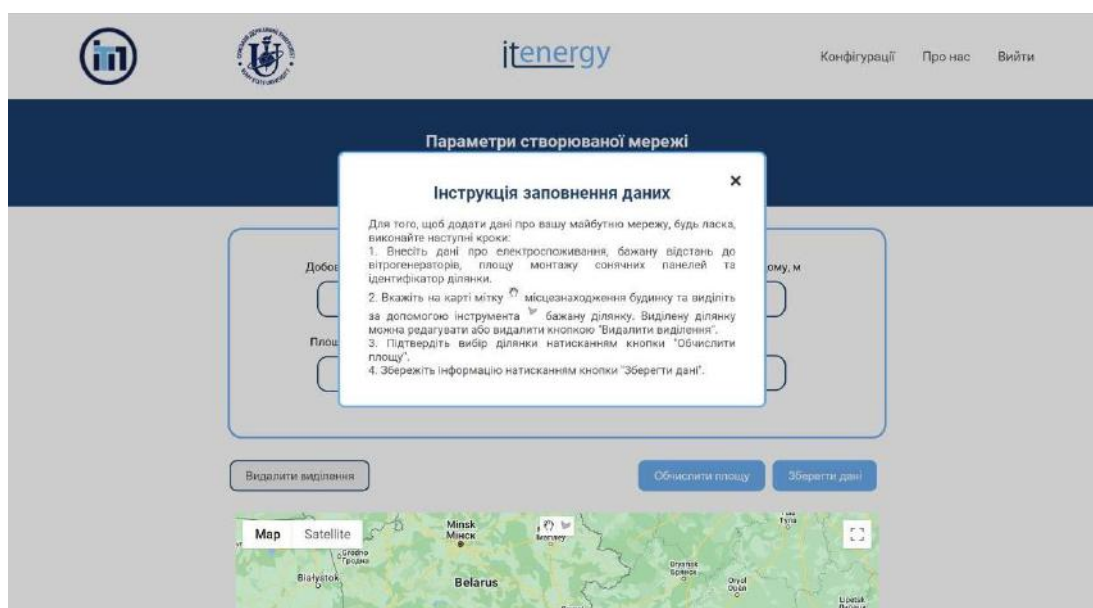 itenergy
Конфігурації Про нас Вийти
Параметри створюваної мережі
Інструкція заповнення даних
Для того, щоб додати дані про вашу майбутню мережу, будь ласка,
виконайте наступні кроки:
1. Внесіть дані про електроспоживання, бажану відстань до
вітрогенераторів, площу монтажу сонячних панелей та
ідентифікатор ділянки.
2. Вкажіть на карті мітку місцезнаходження будинку та виділіть
за допомогою інструмента бажану ділянку. Виділену ділянку
можна редагувати або видалити кнопкою "Видалити виділення".
3. Підтвердіть вибір ділянки натисканням кнопки "Обчислити
площу".
4. Збережіть інформацію натисканням кнопки "Зберегти дані".
Добов
ому, м
Площ
Видалити виділення
Обчислити площу
Зберегти дані
Map Satellite
Minsk
Мінск
Grodno
Гродна
Białystok
Belarus
Bryansk
Брянск
Oryol
Орёл
Lipetsk